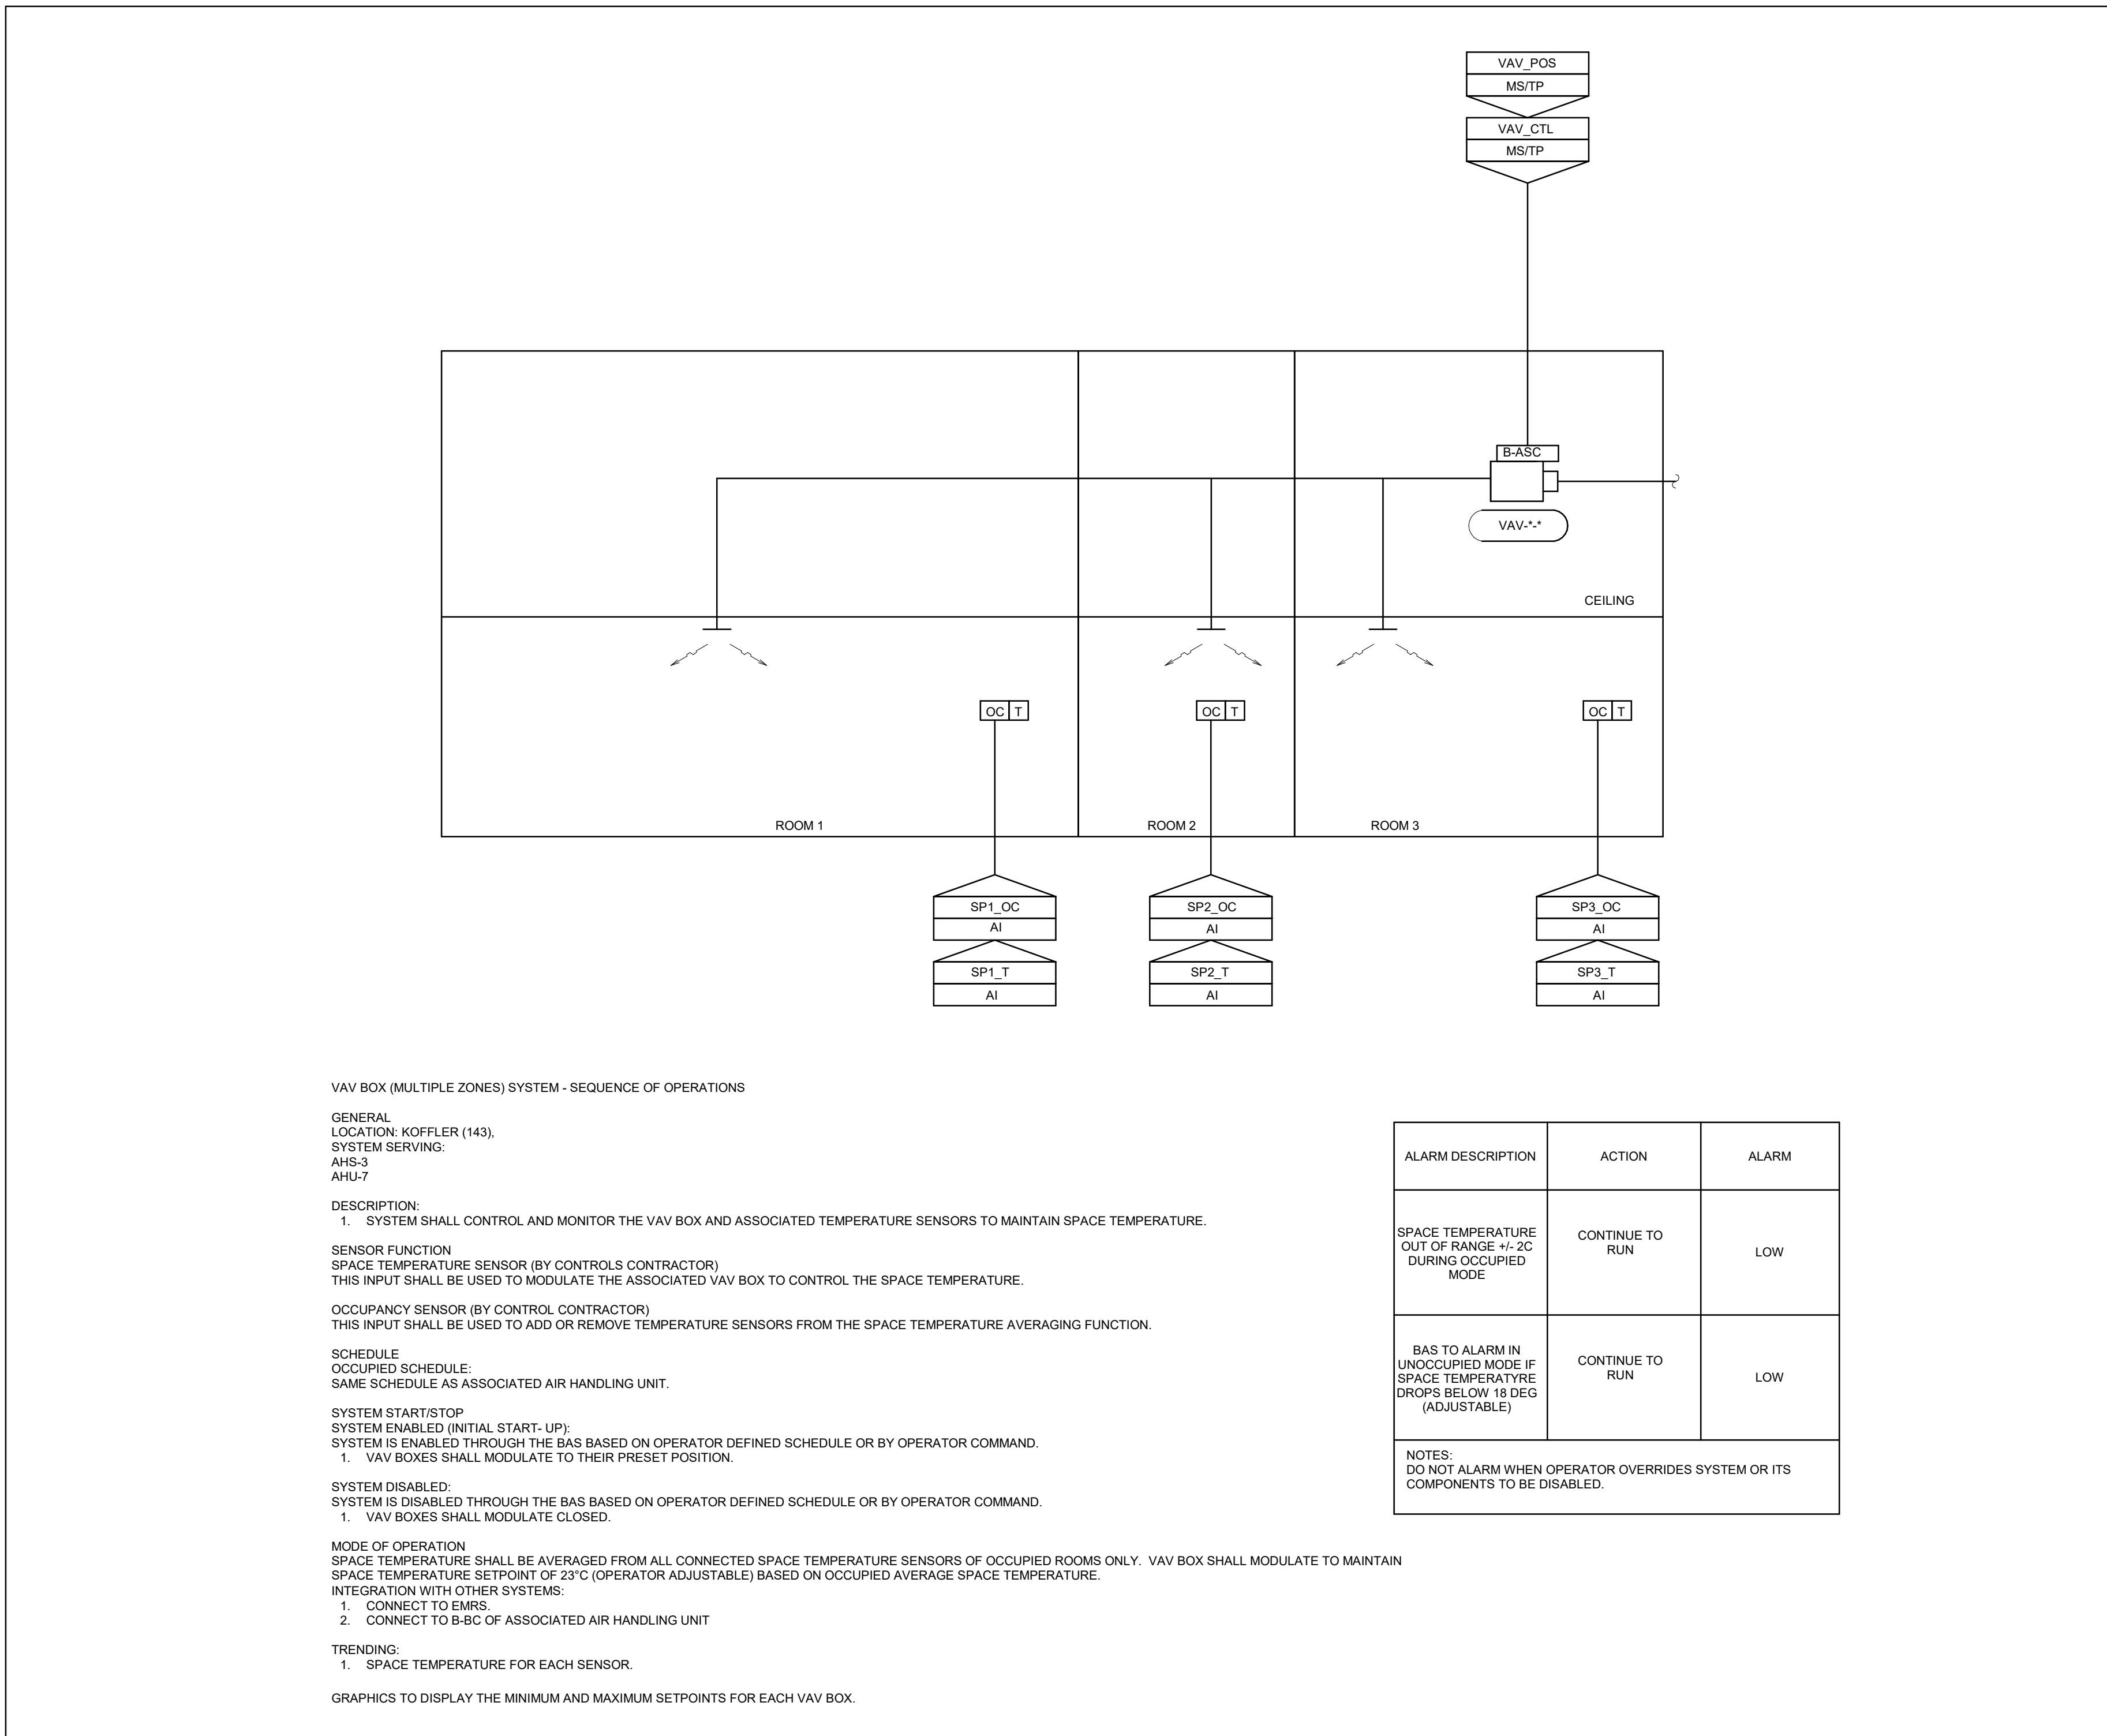 VAV_POS
MS/TP
VAV_CTL
MS/TP
B-ASC
VAV-*-*
CEILING
OC T
OC T
OC T
ROOM 1
ROOM 2
ROOM 3
SP1_OC
AI
SP1_T
AI
SP2_OC
AI
SP2_T
AI
SP3_OC
AI
SP3_T
AI
VAV BOX (MULTIPLE ZONES) SYSTEM - SEQUENCE OF OPERATIONS
GENERAL
LOCATION: KOFFLER (143),
SYSTEM SERVING:
AHS-3
AHU-7
DESCRIPTION:
1. SYSTEM SHALL CONTROL AND MONITOR THE VAV BOX AND ASSOCIATED TEMPERATURE SENSORS TO MAINTAIN SPACE TEMPERATURE.
SENSOR FUNCTION
SPACE TEMPERATURE SENSOR (BY CONTROLS CONTRACTOR)
THIS INPUT SHALL BE USED TO MODULATE THE ASSOCIATED VAV BOX TO CONTROL THE SPACE TEMPERATURE.
OCCUPANCY SENSOR (BY CONTROL CONTRACTOR)
THIS INPUT SHALL BE USED TO ADD OR REMOVE TEMPERATURE SENSORS FROM THE SPACE TEMPERATURE AVERAGING FUNCTION.
SCHEDULE
OCCUPIED SCHEDULE:
SAME SCHEDULE AS ASSOCIATED AIR HANDLING UNIT.
SYSTEM START/STOP
SYSTEM ENABLED (INITIAL START- UP):
SYSTEM IS ENABLED THROUGH THE BAS BASED ON OPERATOR DEFINED SCHEDULE OR BY OPERATOR COMMAND.
1. VAV BOXES SHALL MODULATE TO THEIR PRESET POSITION.
SYSTEM DISABLED:
SYSTEM IS DISABLED THROUGH THE BAS BASED ON OPERATOR DEFINED SCHEDULE OR BY OPERATOR COMMAND.
1. VAV BOXES SHALL MODULATE CLOSED.
MODE OF OPERATION
SPACE TEMPERATURE SHALL BE AVERAGED FROM ALL CONNECTED SPACE TEMPERATURE SENSORS OF OCCUPIED ROOMS ONLY. VAV BOX SHALL MODULATE TO MAINTAIN
SPACE TEMPERATURE SETPOINT OF 23°C (OPERATOR ADJUSTABLE) BASED ON OCCUPIED AVERAGE SPACE TEMPERATURE.
INTEGRATION WITH OTHER SYSTEMS:
1. CONNECT TO EMRS.
2. CONNECT TO B-BC OF ASSOCIATED AIR HANDLING UNIT
TRENDING:
1. SPACE TEMPERATURE FOR EACH SENSOR.
GRAPHICS TO DISPLAY THE MINIMUM AND MAXIMUM SETPOINTS FOR EACH VAV BOX.
ALARM DESCRIPTION
ACTION
ALARM
SPACE TEMPERATURE
OUT OF RANGE +/- 2C
DURING OCCUPIED
MODE
CONTINUE TO
RUN
LOW
BAS TO ALARM IN
UNOCCUPIED MODE IF
SPACE TEMPERATYRE
DROPS BELOW 18 DEG
(ADJUSTABLE)
CONTINUE TO
RUN
LOW
NOTES:
DO NOT ALARM WHEN OPERATOR OVERRIDES SYSTEM OR ITS
COMPONENTS TO BE DISABLED.